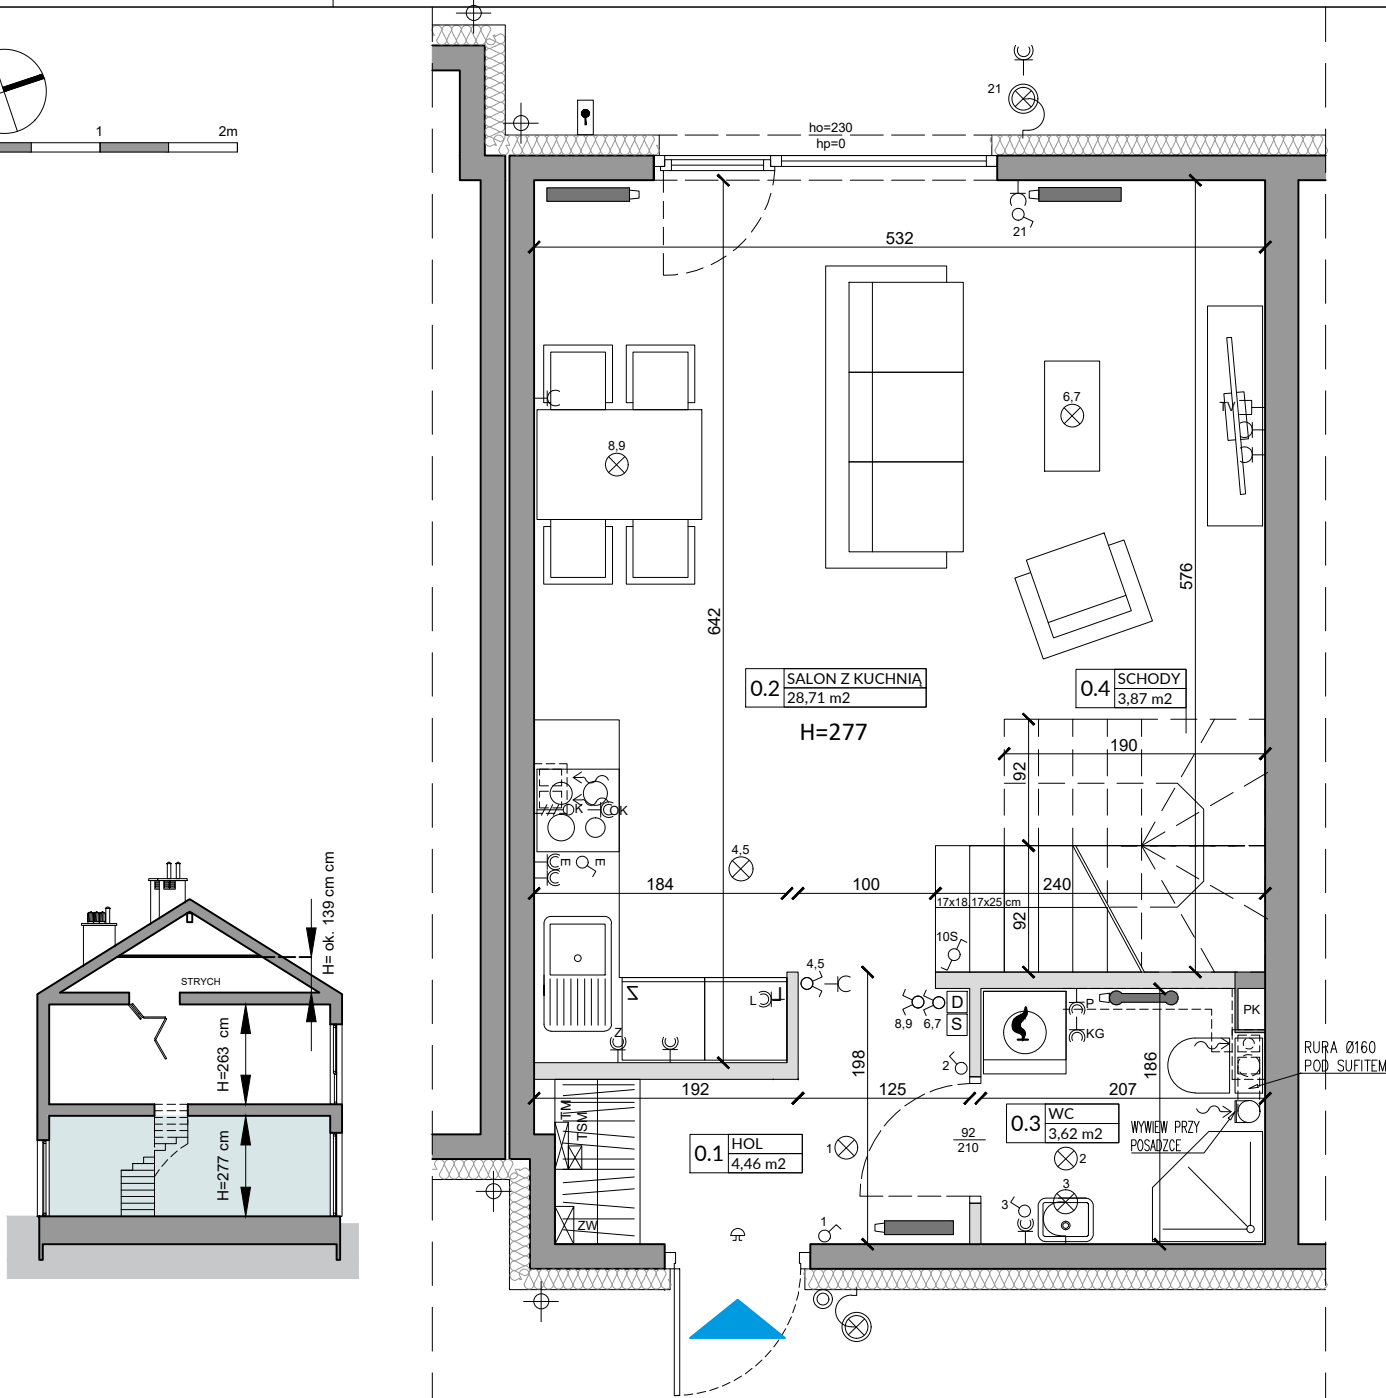 1
2m
21
ho=230
hp=0
21
532
8,9
6,7
TV
576
642
0.2
SALON Z KUCHNIĄ
28,71 m2
H=277
0.4
SCHODY
3,87 m2
190
92
OK
OK
E
E
4,5
184
100
240
17x18,17x25 cm
92
10S
4,5
Z
L
L
Z
8,9
6,7
D
S
P
KG
PK
2
198
186
RURA Ø160
POD SUFITEM
192
125
207
TM
TSM
0.1
HOL
4,46 m2
1
92
210
0.3
WC
3,62 m2
2
WYWIEW PRZY
POSADZCE
3
3
ZW
1
H= ok. 139 cm cm
STRYCH
H=263 cm
H=277 cm